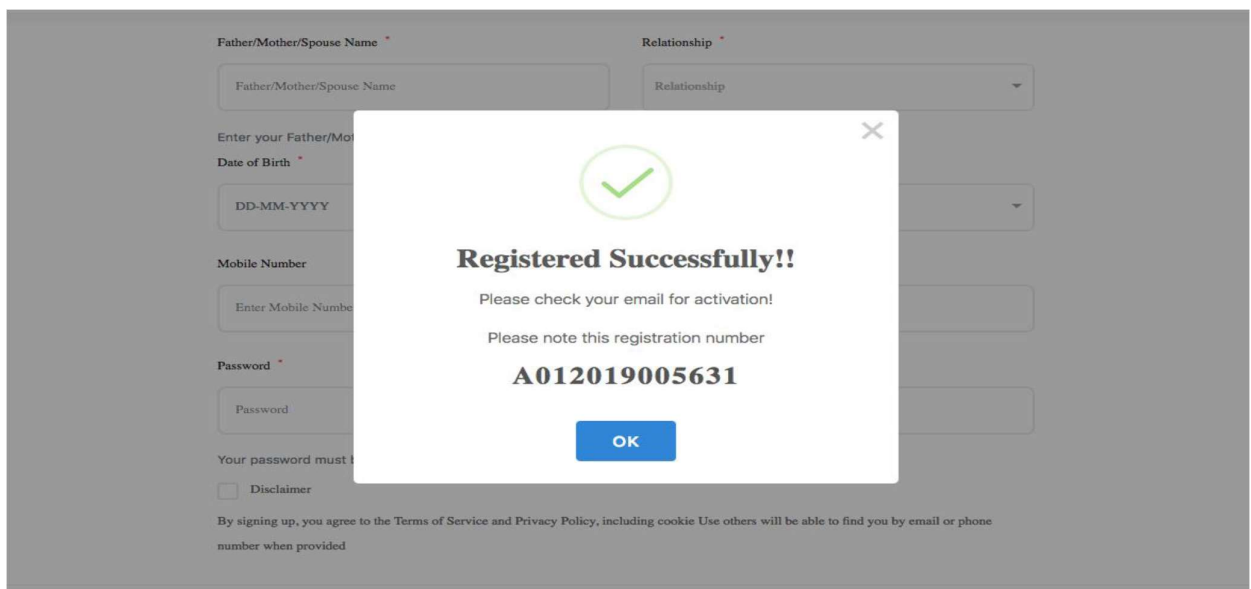 Father/Mother/Spouse Name * Relationship *
Father/Mother/Spouse Name Relationship
Enter your Father/Mot
Date of Birth *
DD-MM-YYYY
Registered Successfully!!
Mobile Number
Please check your email for activation!
Enter Mobile Numbe
Please note this registration number
Password *
A012019005631
Password
OK
Your password must
Disclaimer
By signing up, you agree to the Terms of Service and Privacy Policy, including cookie Use others will be able to find you by email or phone
number when provided